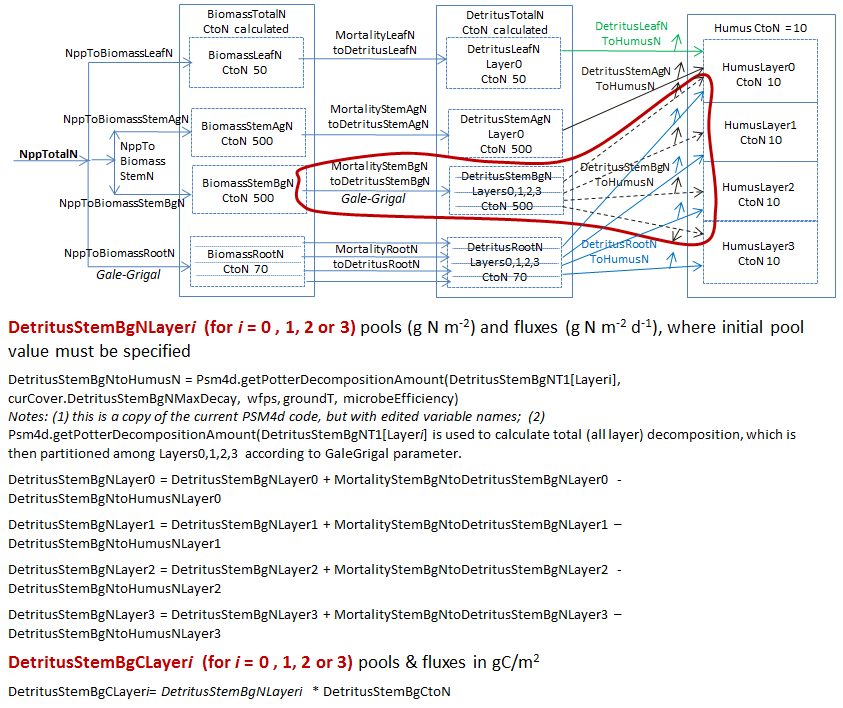 BiomassTotalN
CtoN calculated
DetritusTotalN
CtoN calculated
Humus CtoN = 10
NppToBiomassLeafN
BiomassLeafN
CtoN 50
MortalityLeafN
toDetritusLeafN
DetritusLeafN
Layer0
CtoN 50
DetritusLeafN
ToHumusN
HumusLayer0
CtoN 10
DetritusStemAgN
ToHumusN
NppToBiomassStemAgN
BiomassStemAgN
CtoN 500
MortalityStemAgN
toDetritusStemAgN
DetritusStemAgN
Layer0
CtoN 500
HumusLayer1
CtoN 10
NppTotalN
NppTo
Biomass
StemN
NppToBiomassStemBgN
BiomassStemBgN
CtoN 500
MortalityStemBgN
toDetritusStemBgN
Gale-Grigal
DetritusStemBgN
Layers0,1,2,3
CtoN 500
DetritusStemBgN
ToHumusN
HumusLayer2
CtoN 10
NppToBiomassRootN
Gale-Grigal
BiomassRootN
CtoN 70
MortalityRootN
toDetritusRootN
DetritusRootN
Layers0,1,2,3
CtoN 70
DetritusRootN
ToHumusN
HumusLayer3
CtoN 10
DetritusStemBgNLayeri (for i = 0 , 1, 2 or 3) pools (g N m-2) and fluxes (g N m-2 d-1), where initial pool
value must be specified
DetritusStemBgNtoHumusN = Psm4d.getPotterDecompositionAmount(DetritusStemBgNT1[Layeri],
curCover.DetritusStemBgNMaxDecay, wfps, groundT, microbeEfficiency)
Notes: (1) this is a copy of the current PSM4d code, but with edited variable names; (2)
Psm4d.getPotterDecompositionAmount(DetritusStemBgNT1[Layeri] is used to calculate total (all layer) decomposition, which is
then partitioned among Layers0,1,2,3 according to GaleGrigal parameter.
DetritusStemBgNLayer0 = DetritusStemBgNLayer0 + MortalityStemBgNtoDetritusStemBgNLayer0 -
DetritusStemBgNtoHumusNLayer0
DetritusStemBgNLayer1 = DetritusStemBgNLayer1 + MortalityStemBgNtoDetritusStemBgNLayer1 –
DetritusStemBgNtoHumusNLayer1
DetritusStemBgNLayer2 = DetritusStemBgNLayer2 + MortalityStemBgNtoDetritusStemBgNLayer2 -
DetritusStemBgNtoHumusNLayer2
DetritusStemBgNLayer3 = DetritusStemBgNLayer3 + MortalityStemBgNtoDetritusStemBgNLayer3 –
DetritusStemBgNtoHumusNLayer3
DetritusStemBgCLayeri (for i = 0 , 1, 2 or 3) pools & fluxes in gC/m2
DetritusStemBgCLayeri= DetritusStemBgNLayeri * DetritusStemBgCtoN